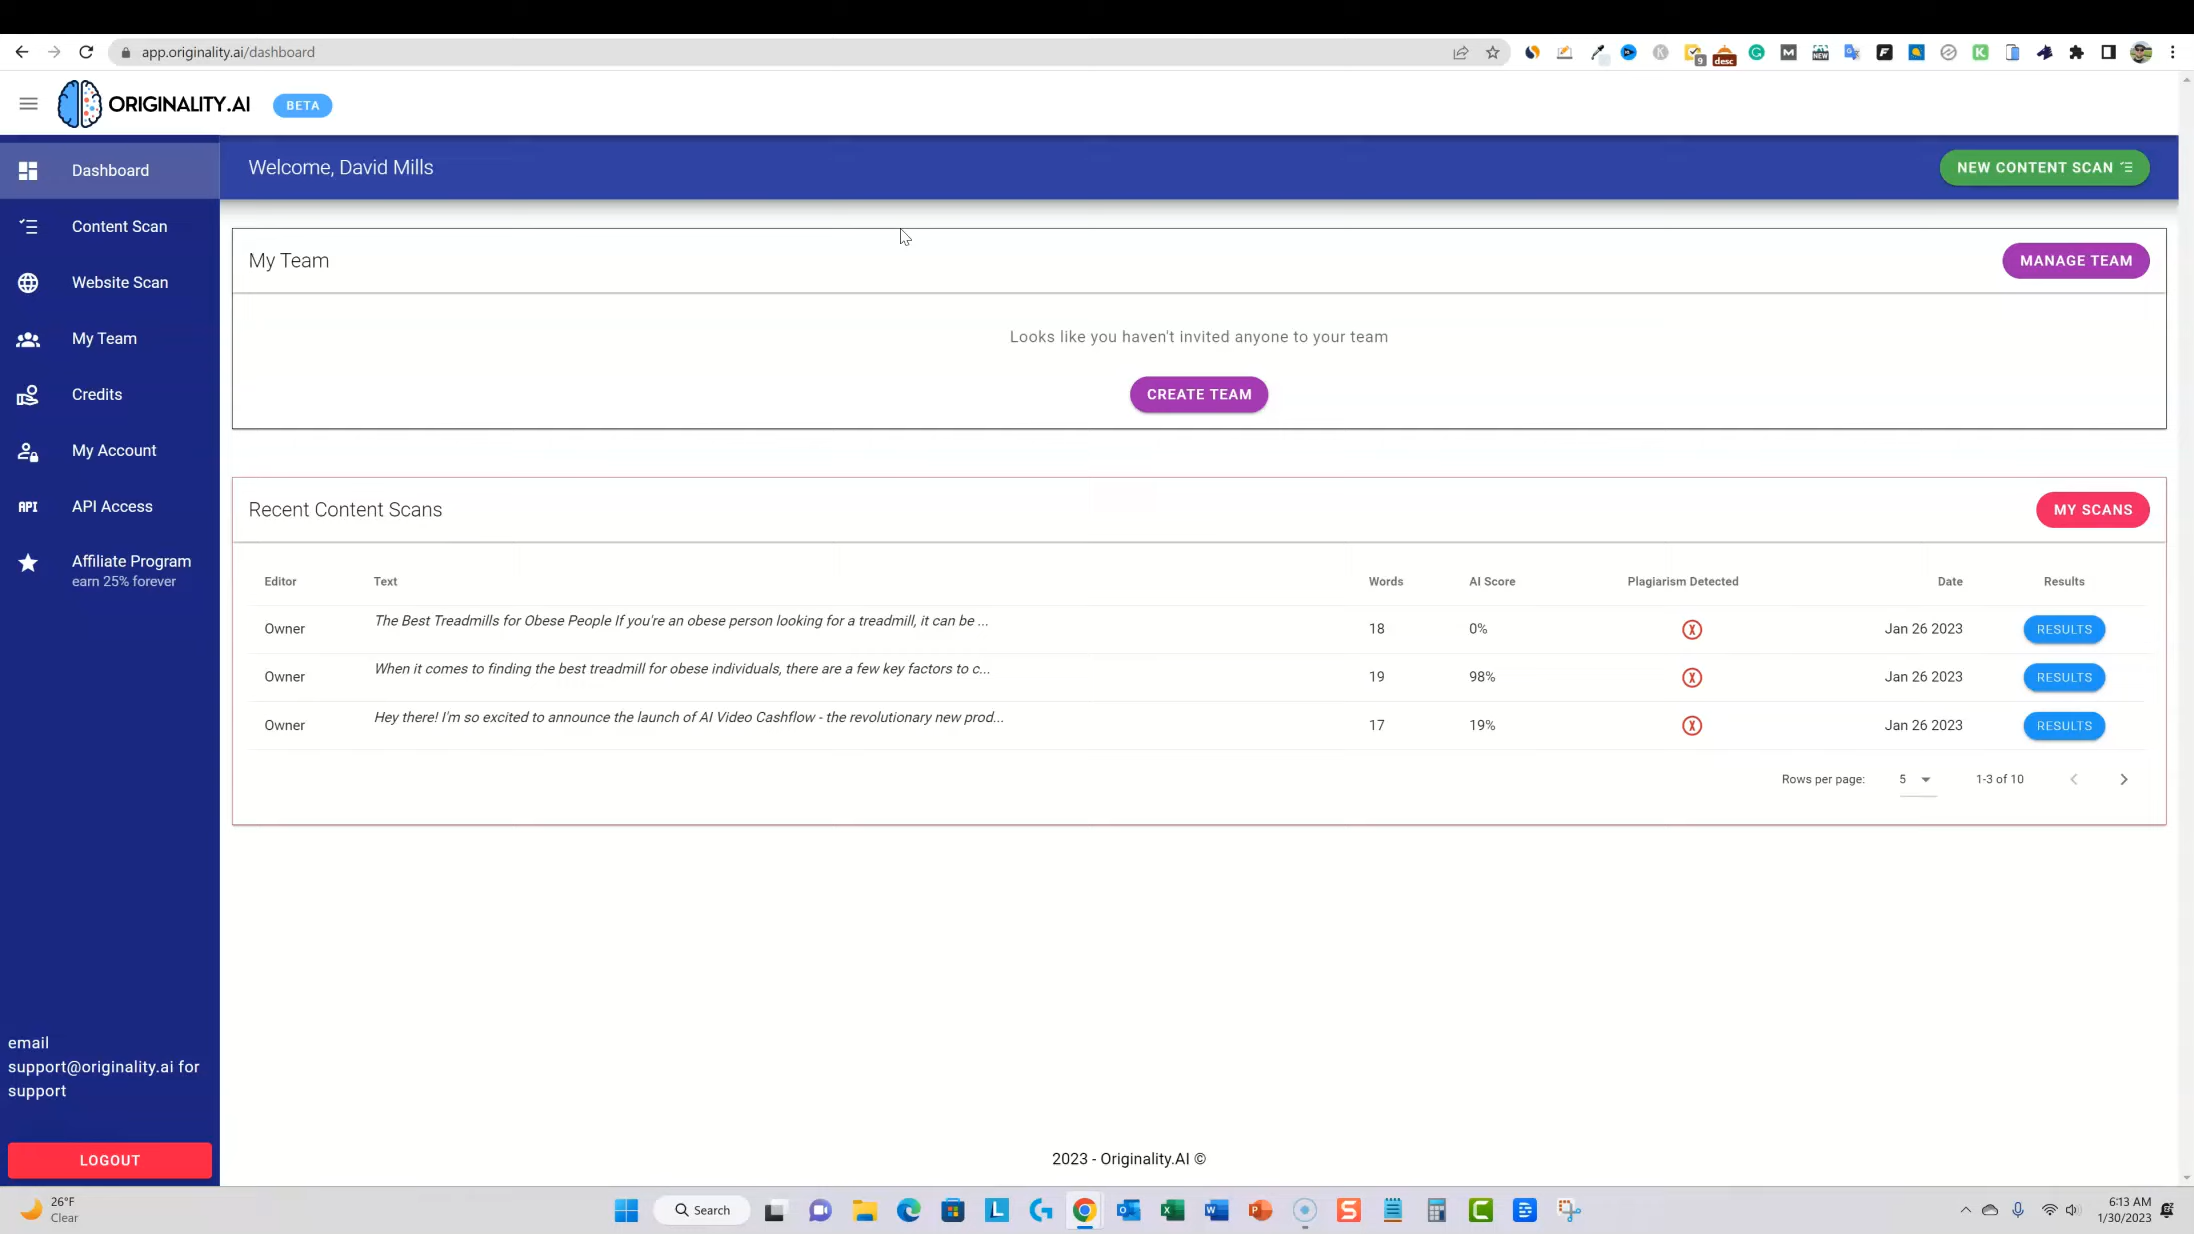 app.originality.ai/dashboard
9
desc
NEW
ORIGINALITY.AI
BETA
Dashboard
Welcome, David Mills
NEW CONTENT SCAN
Content Scan
My Team
MANAGE TEAM
Website Scan
My Team
Looks like you haven't invited anyone to your team
Credits
CREATE TEAM
My Account
API
API Access
Recent Content Scans
MY SCANS
Affiliate Program
earn 25% forever
Editor Text Words AI Score Plagiarism Detected Date Results
Owner The Best Treadmills for Obese People If you're an obese person looking for a treadmill, it can be ... 18 0% Jan 26 2023 RESULTS
Owner When it comes to finding the best treadmill for obese individuals, there are a few key factors to c... 19 98% Jan 26 2023 RESULTS
Owner Hey there! I'm so excited to announce the launch of AI Video Cashflow - the revolutionary new prod... 17 19% Jan 26 2023 RESULTS
Rows per page: 5 1-3 of 10
email
support@originality.ai for
support
LOGOUT
2023 - Originality.AI ©
26°F
Clear
Search
6:13 AM
1/30/2023